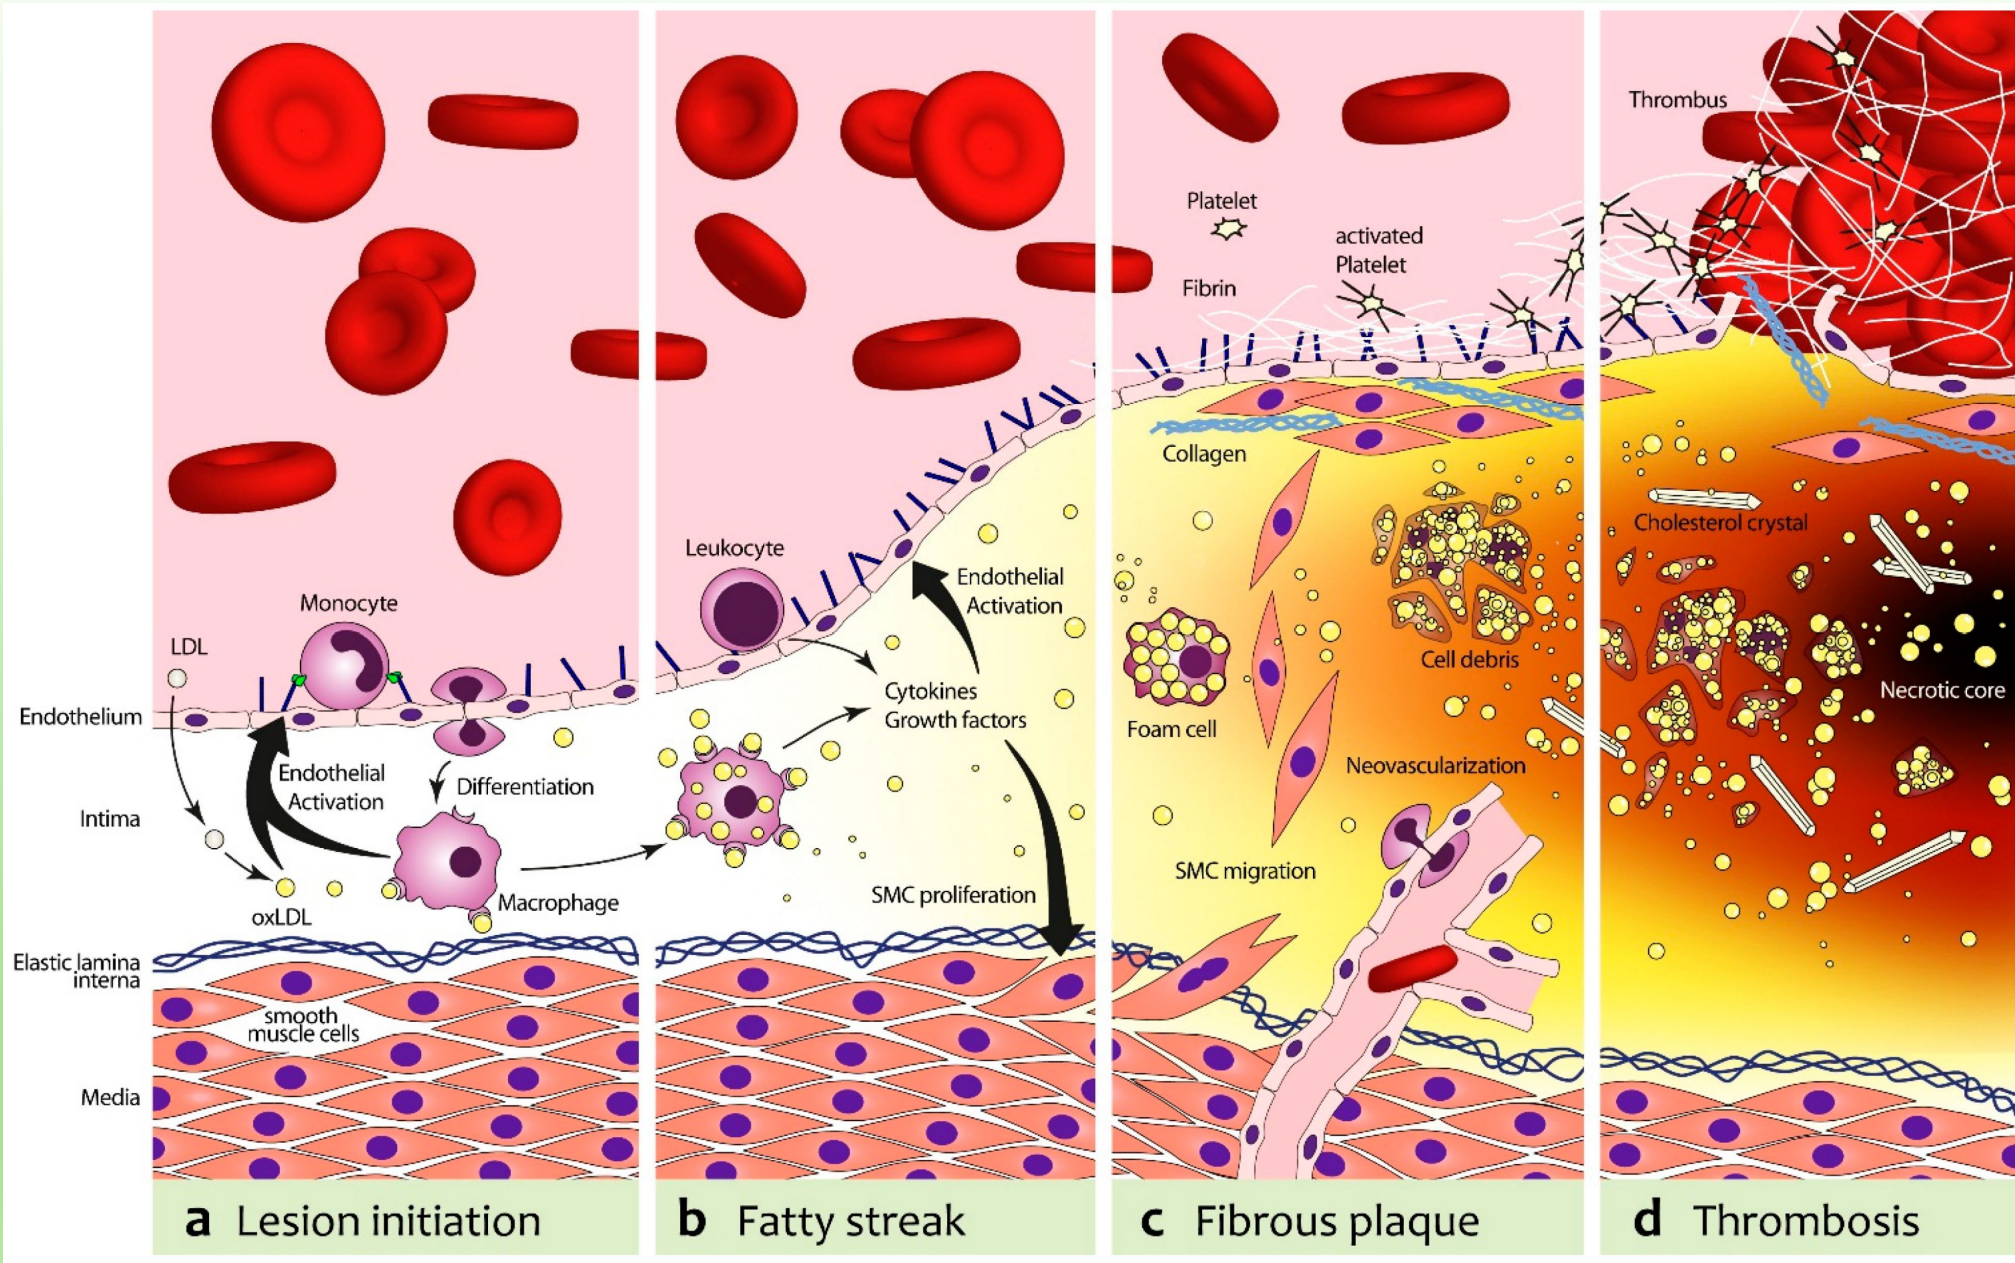 Endothelium
Intima
Elastic lamina
interna
Media
LDL
Monocyte
Endothelial
Activation
Differentiation
oxLDL
Macrophage
smooth
muscle cells
a Lesion initiation
Leukocyte
Endothelial
Activation
Cytokines
Growth factors
SMC proliferation
b Fatty streak
Platelet
activated
Platelet
Fibrin
Collagen
Cell debris
Foam cell
Neovascularization
SMC migration
c Fibrous plaque
Thrombus
Cholesterol crystal
Necrotic core
d Thrombosis